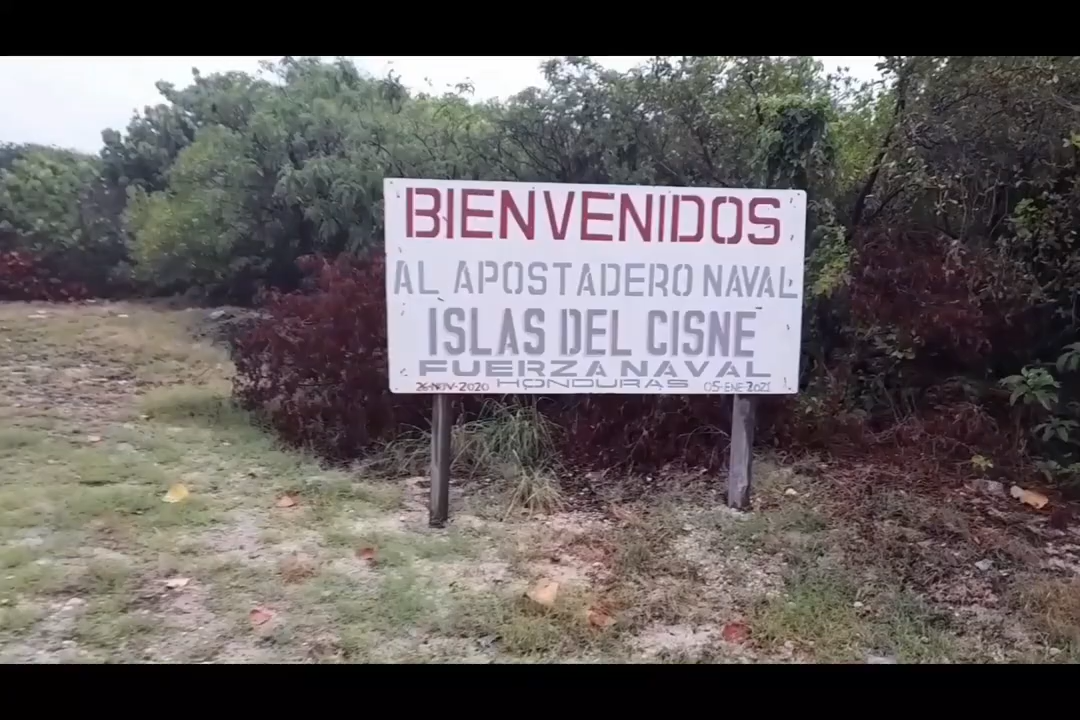 BIENVENIDOS
AL APOSTADERO NAVAL
ISLAS DEL CISNE
FUERZA NAVAL
26-NOV-2020 HONDURAS 05-ENE-2021